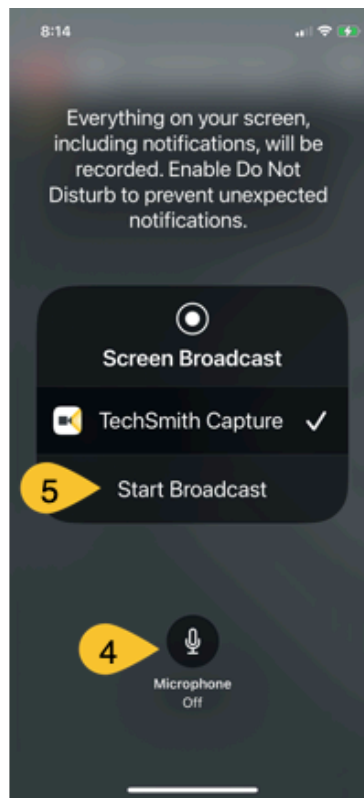 8:14
Everything on your screen,
including notifications, will be
recorded. Enable Do Not
Disturb to prevent unexpected
notifications.
Screen Broadcast
TechSmith Capture
5
Start Broadcast
4
Microphone
Off